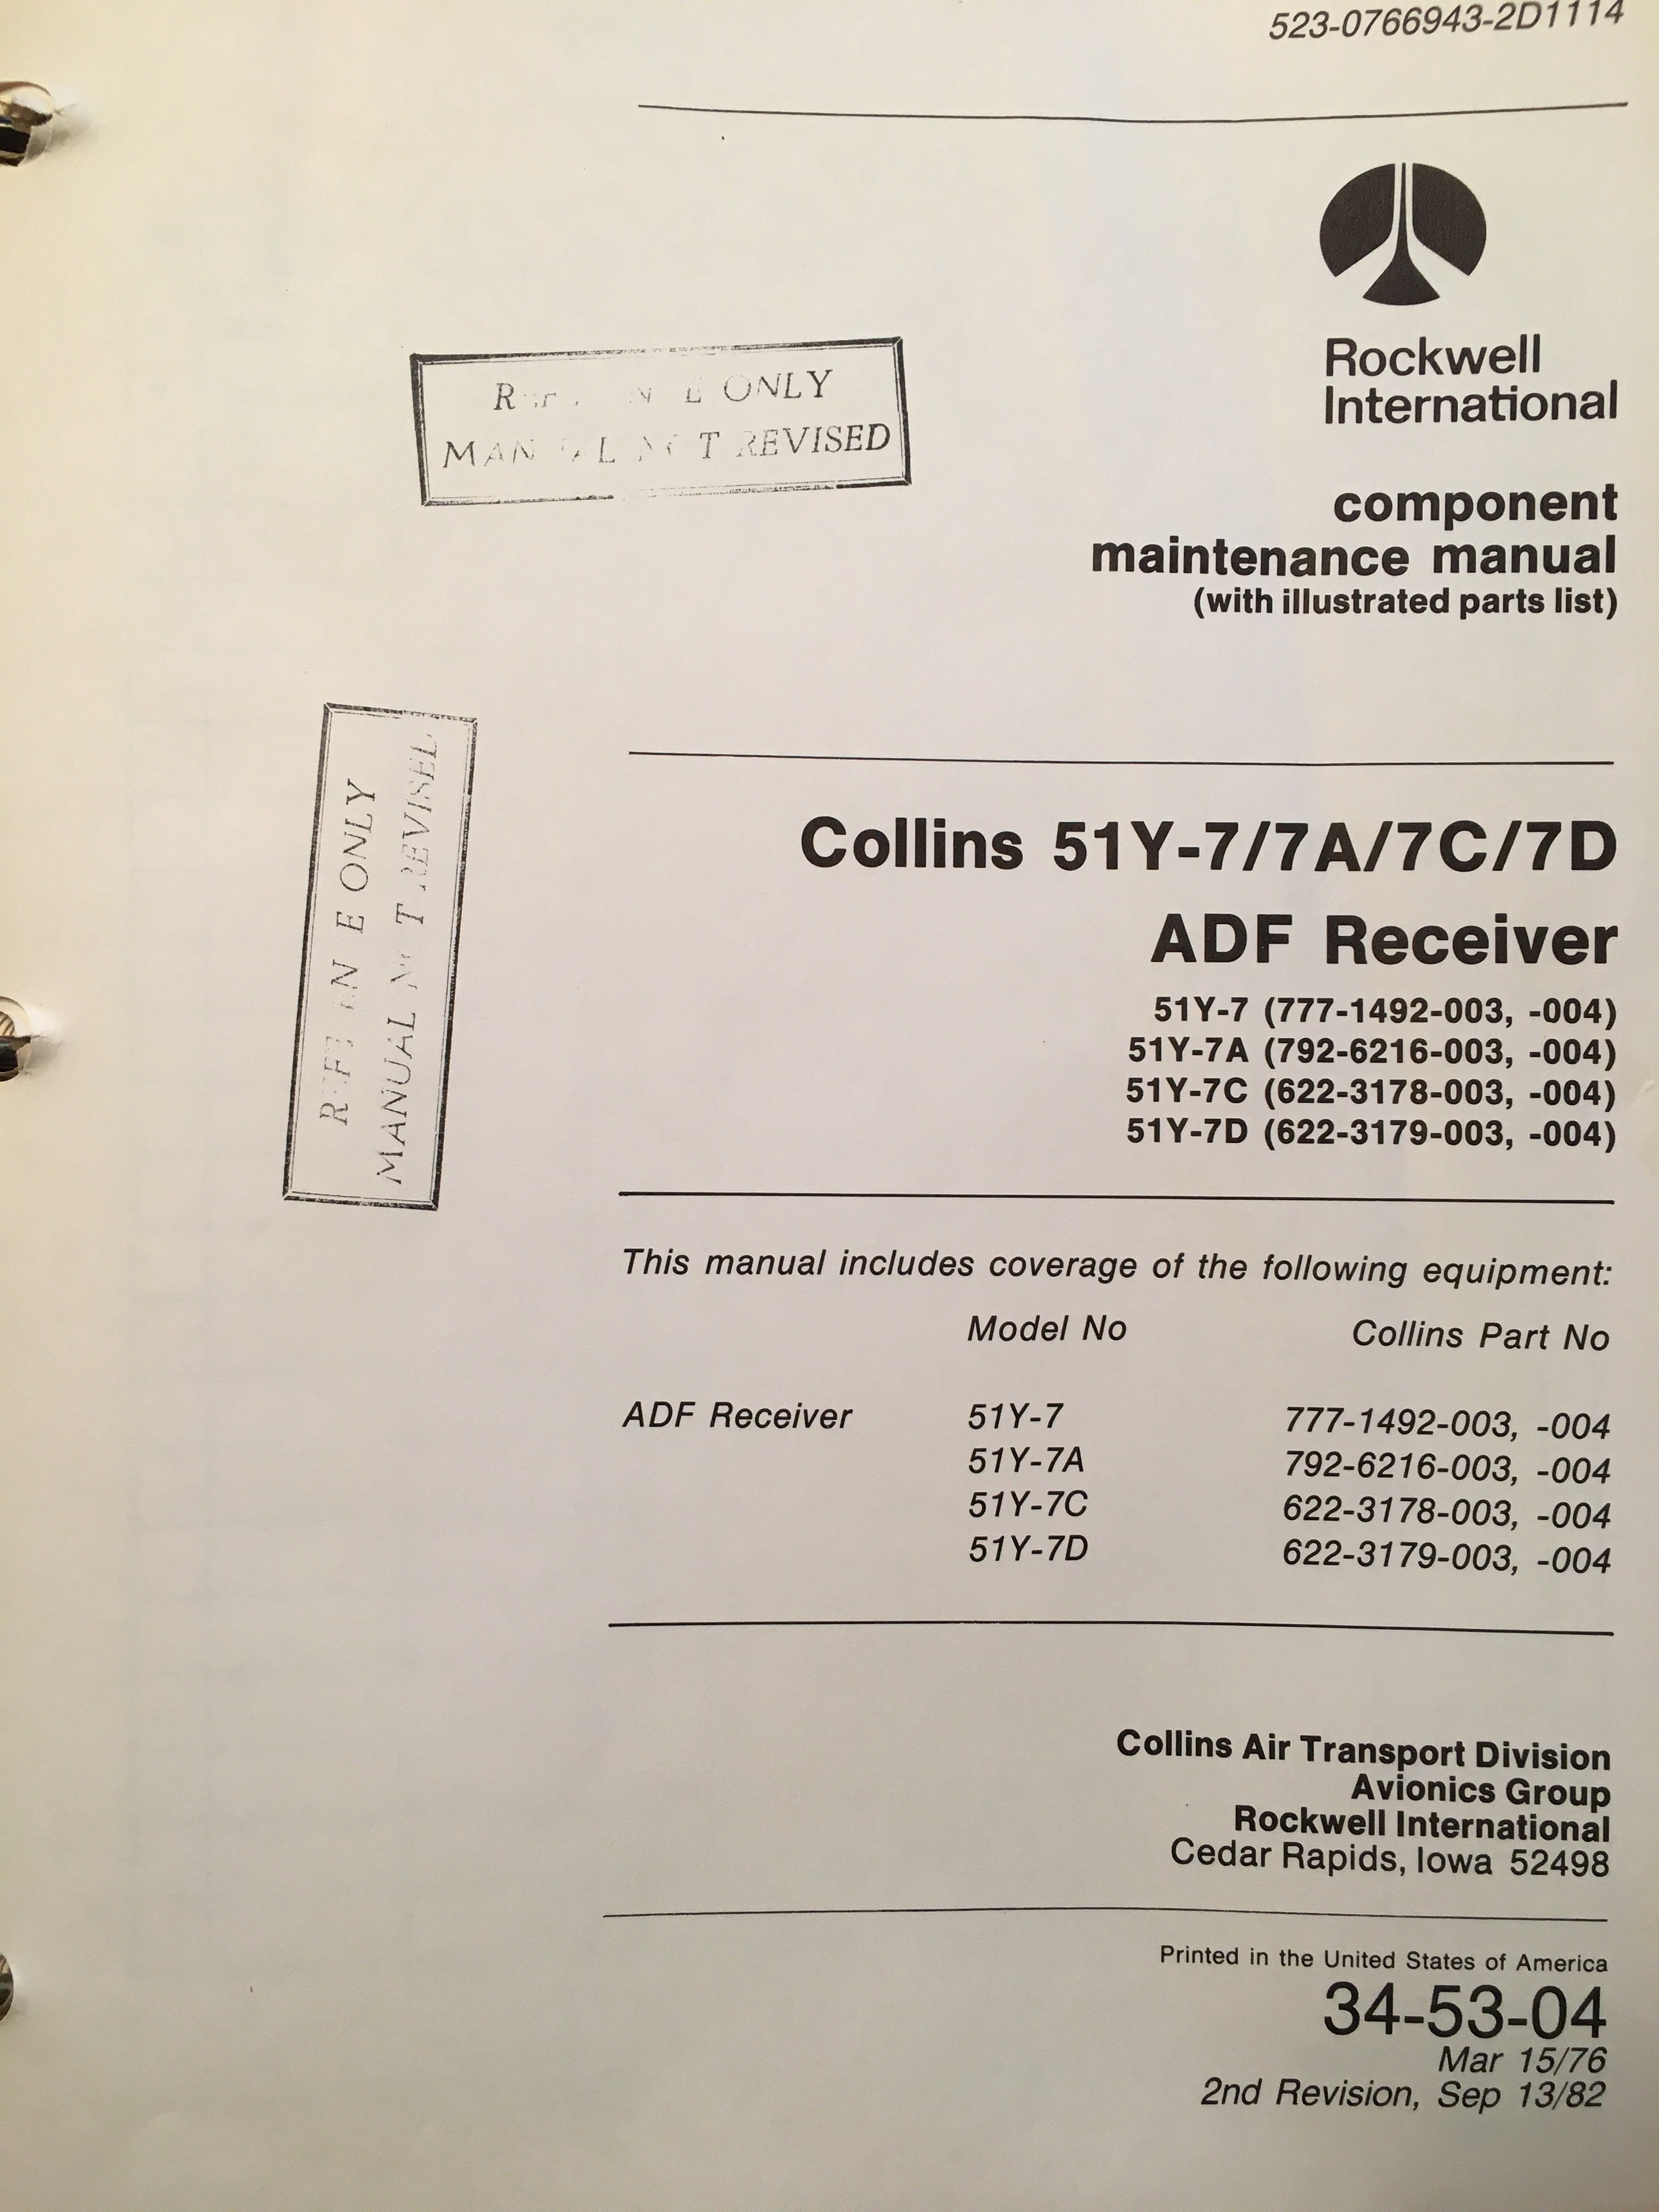 523-0766943-2D1114
Rockwell
International
ONLY
REVISED
component
maintenance manual
(with illustrated parts list)
ONLY
MANUAL
Collins 51Y-7/7A/7C/7D
ADF Receiver
51Y-7 (777-1492-003, -004)
51Y-7A (792-6216-003, -004)
51Y-7C (622-3178-003, -004)
51Y-7D (622-3179-003, -004)
This manual includes coverage of the following equipment:
Model No Collins Part No
ADF Receiver 51Y-7 777-1492-003, -004
51Y-7A 792-6216-003, -004
51Y-7C 622-3178-003, -004
51Y-7D 622-3179-003, -004
Collins Air Transport Division
Avionics Group
Rockwell International
Cedar Rapids, Iowa 52498
Printed in the United States of America
34-53-04
Mar 15/76
2nd Revision, Sep 13/82